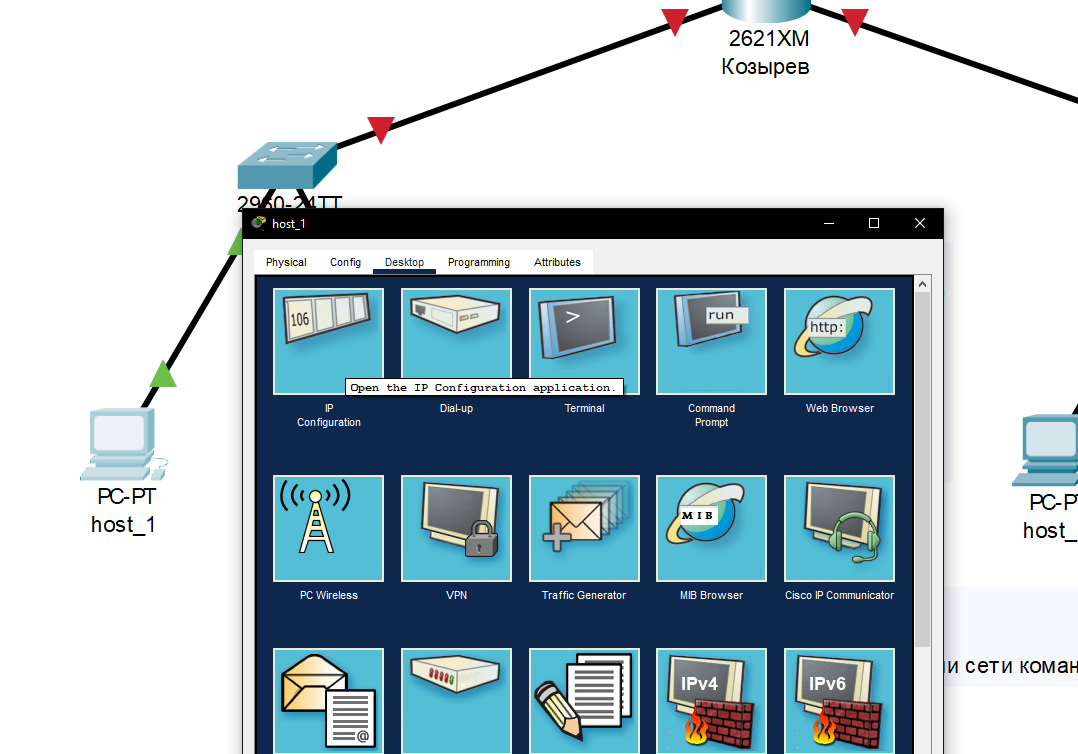 2621XM
Козырев
2960-24TT
host_1
Physical
Config
Desktop
Programming
Attributes
106
>
run
http:
Open the IP Configuration application.
IP
Configuration
Dial-up
Terminal
Command
Prompt
Web Browser
PC-PT
host_1
PC-PT
host_
MIB
PC Wireless
VPN
Traffic Generator
MIB Browser
Cisco IP Communicator
ми сети коман
@
IPv4
IPv6